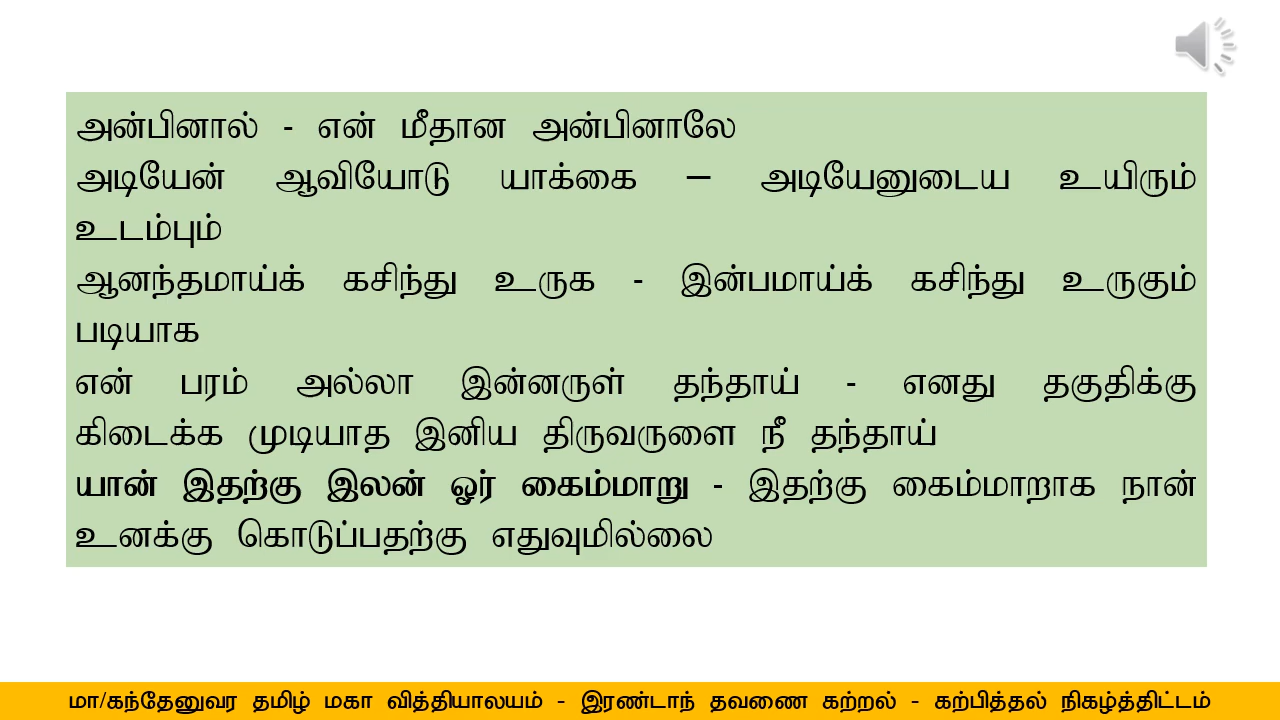 அன்பினால் - என் மீதான அன்பினாலே
அடியேன் ஆவியோடு யாக்கை – அடியேனுடைய உயிரும்
உடம்பும்
ஆனந்தமாய்க் கசிந்து உருக - இன்பமாய்க் கசிந்து உருகும்
படியாக
என் பரம் அல்லா இன்னருள் தந்தாய் - எனது தகுதிக்கு
கிடைக்க முடியாத இனிய திருவருளை நீ தந்தாய்
யான் இதற்கு இலன் ஓர் கைம்மாறு - இதற்கு கைம்மாறாக நான்
உனக்கு கொடுப்பதற்கு எதுவுமில்லை
மா/கந்தேனுவர தமிழ் மகா வித்தியாலயம் - இரண்டாந் தவணை கற்றல் - கற்பித்தல் நிகழ்த்திட்டம்